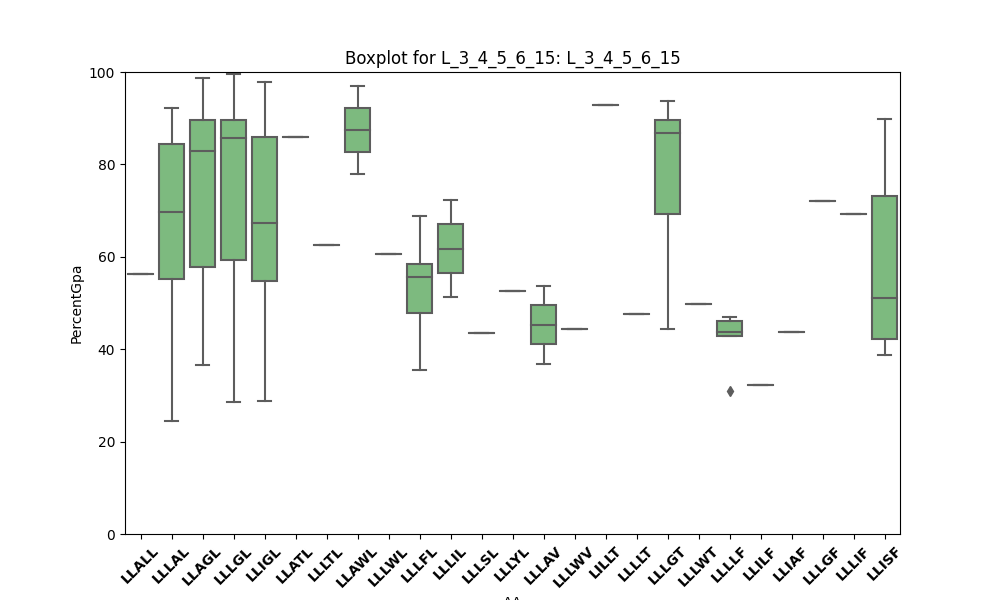 Boxplot for L_3_4_5_6_15: L_3_4_5_6_15
100
80
60
40
20
0
PercentGpa
LLALL
LLLAL
LLAGL
LLLGL
LLIGL
LLATL
LLLTL
LLAWL
LLLWL
LLLFL
LLLIL
LLLSL
LLLYL
LLLAV
LLLWV
LILLT
LLLLT
LLLGT
LLLWT
LLLLF
LLILF
LLIAF
LLLGF
LLLIF
LLISF
AA